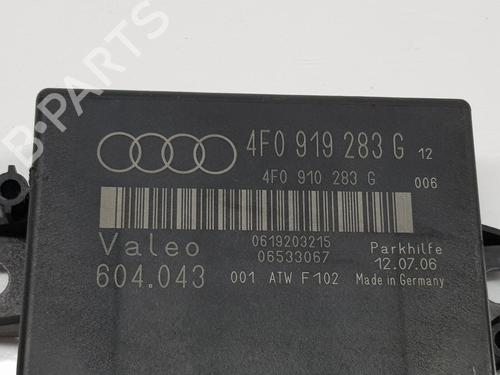 4F0 919 283 G 12
4F0 910 283 G 006
Valeo 0619203215 Parkhilfe
06533067 12.07.06
604.043 001 ATW F102 Made in Germany
B-PARTS